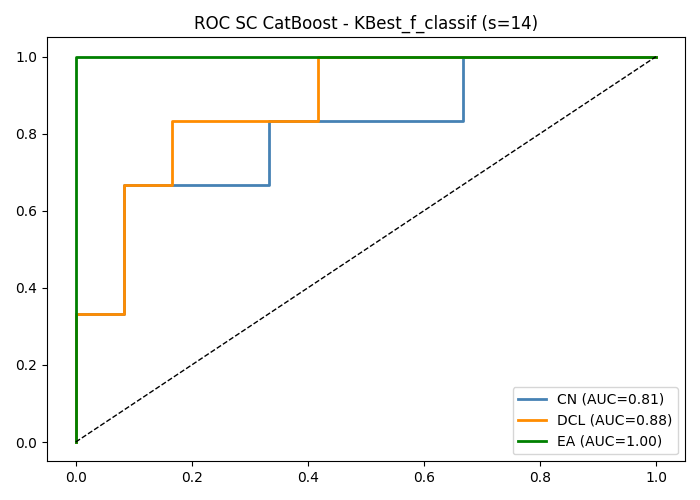 ROC SC CatBoost - KBest_f_classif (s=14)
1.0
0.8
0.6
0.4
0.2
0.0
CN (AUC=0.81)
DCL (AUC=0.88)
EA (AUC=1.00)
0.0 0.2 0.4 0.6 0.8 1.0